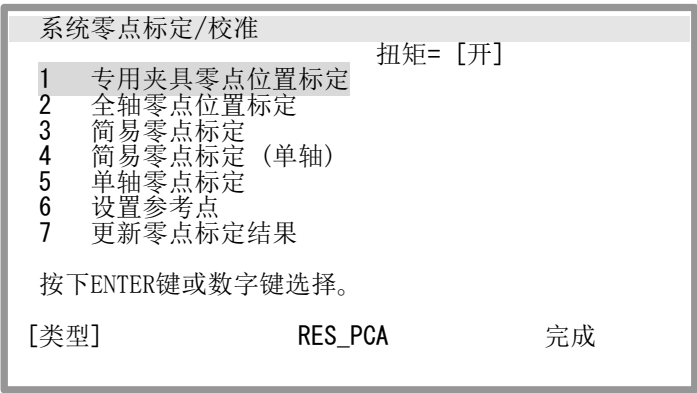 系统零点标定/校准
扭矩= [开]
1 专用夹具零点位置标定
2 全轴零点位置标定
3 简易零点标定
4 简易零点标定 (单轴)
5 单轴零点标定
6 设置参考点
7 更新零点标定结果
按下ENTER键或数字键选择。
[类型] RES_PCA 完成